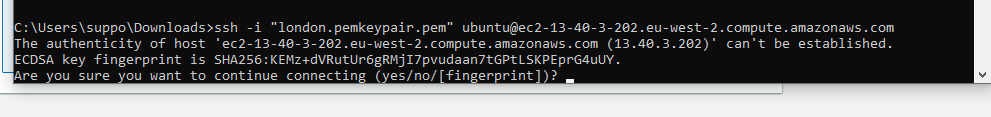 C:\Users\suppo\Downloads>ssh -i "london.pemkeypair.pem" ubuntu@ec2-13-40-3-202.eu-west-2.compute.amazonaws.com
The authenticity of host 'ec2-13-40-3-202.eu-west-2.compute.amazonaws.com (13.40.3.202)' can't be established.
ECDSA key fingerprint is SHA256:KEMz+dVRutUr6gRMjI7pvudaan7tGPtLSKPEprG4uUY.
Are you sure you want to continue connecting (yes/no/[fingerprint])?